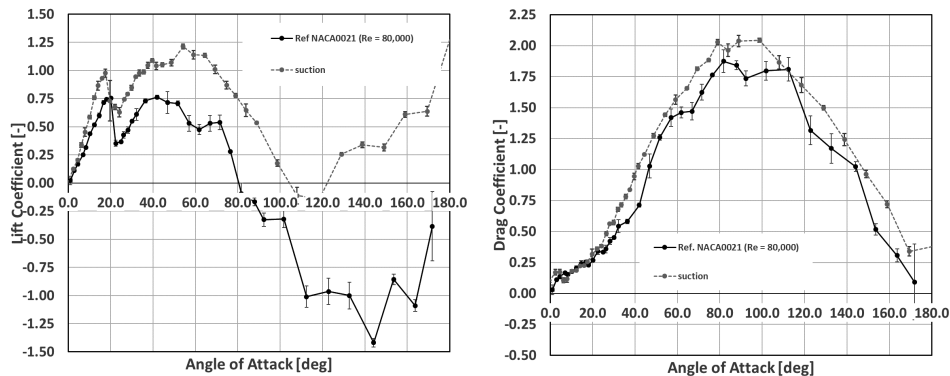 1.50
1.25
1.00
0.75
0.50
0.25
0.00
-0.25
-0.50
-0.75
-1.00
-1.25
-1.50
Lift Coefficient [-]
0.0 20.0 40.0 60.0 80.0 100.0 120.0 140.0 160.0 180.0
Angle of Attack [deg]
Ref NACA0021 (Re = 80,000)
suction
2.25
2.00
1.75
1.50
1.25
1.00
0.75
0.50
0.25
0.00
-0.25
-0.50
Drag Coefficient [-]
0.0 20.0 40.0 60.0 80.0 100.0 120.0 140.0 160.0 180.0
Angle of Attack [deg]
Ref. NACA0021 (Re = 80,000)
suction